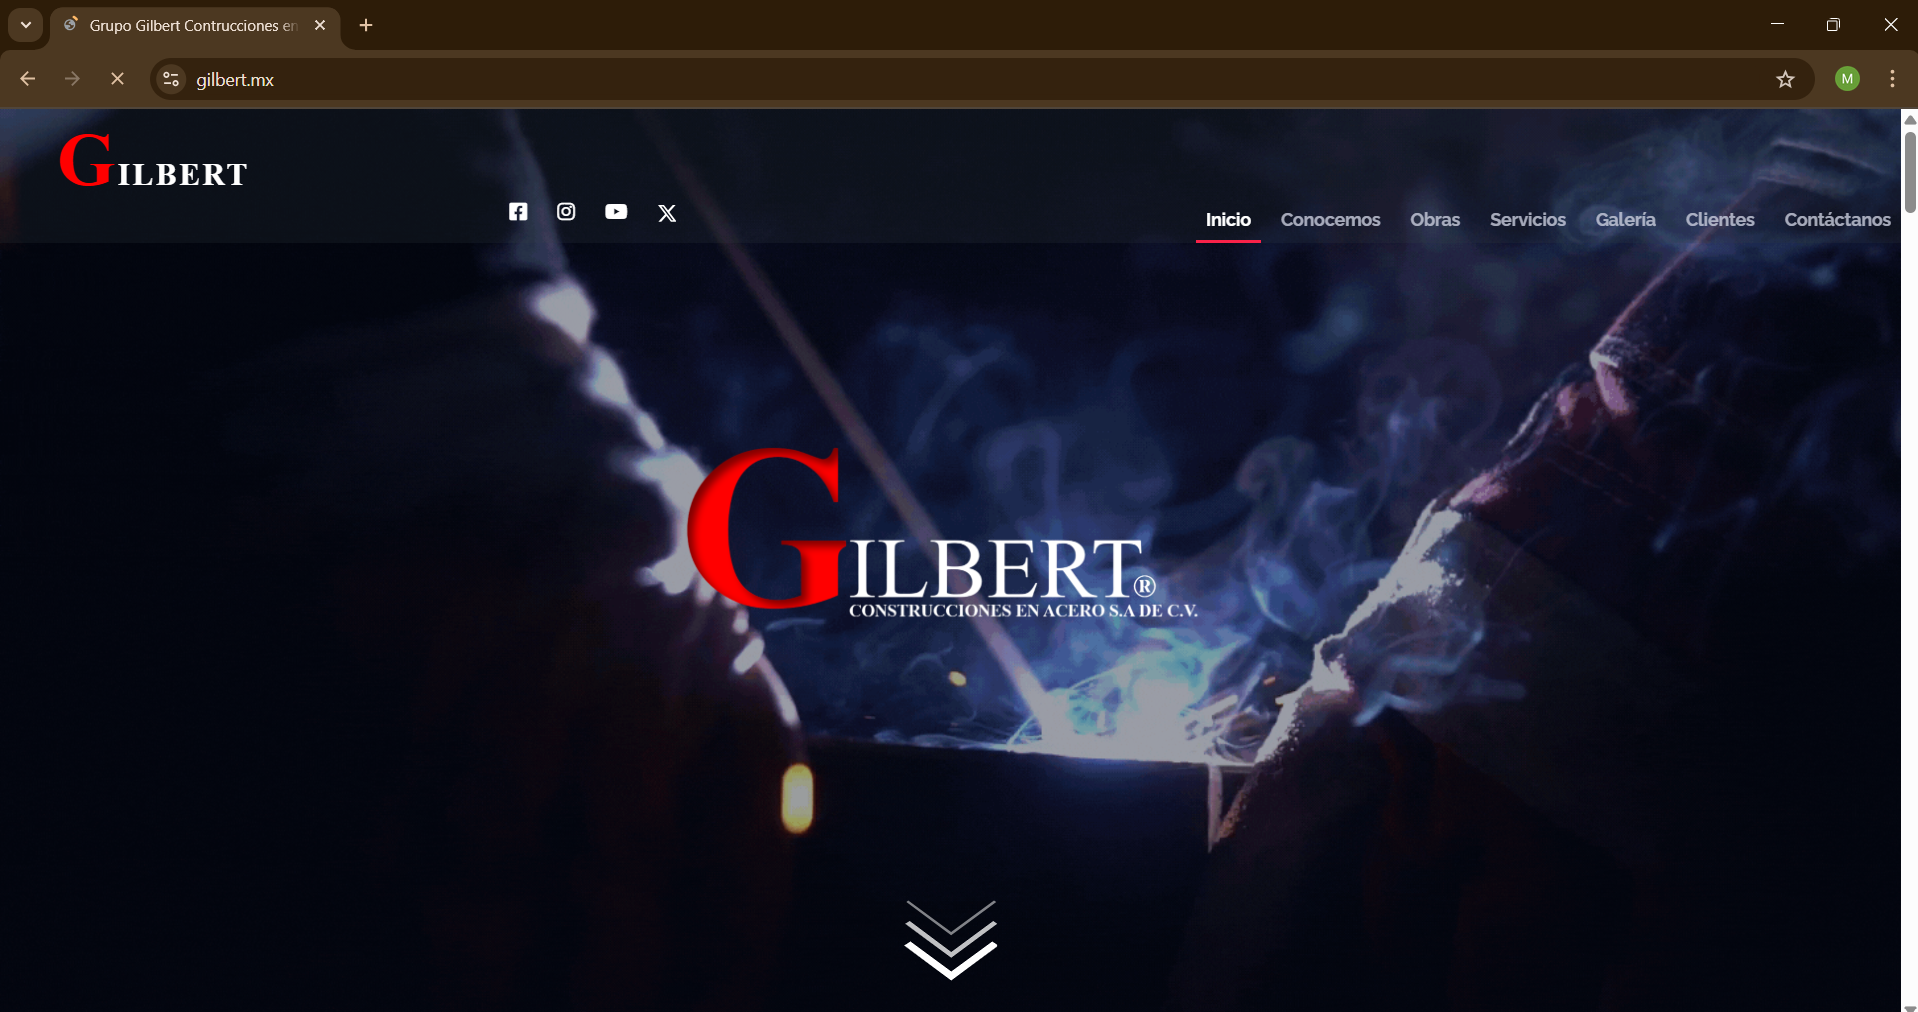 Grupo Gilbert Contrucciones en
gilbert.mx
M
GILBERT
Inicio Conocemos Obras Servicios Galería Clientes Contáctanos
GILBERT®
CONSTRUCCIONES EN ACERO S.A DE C.V.